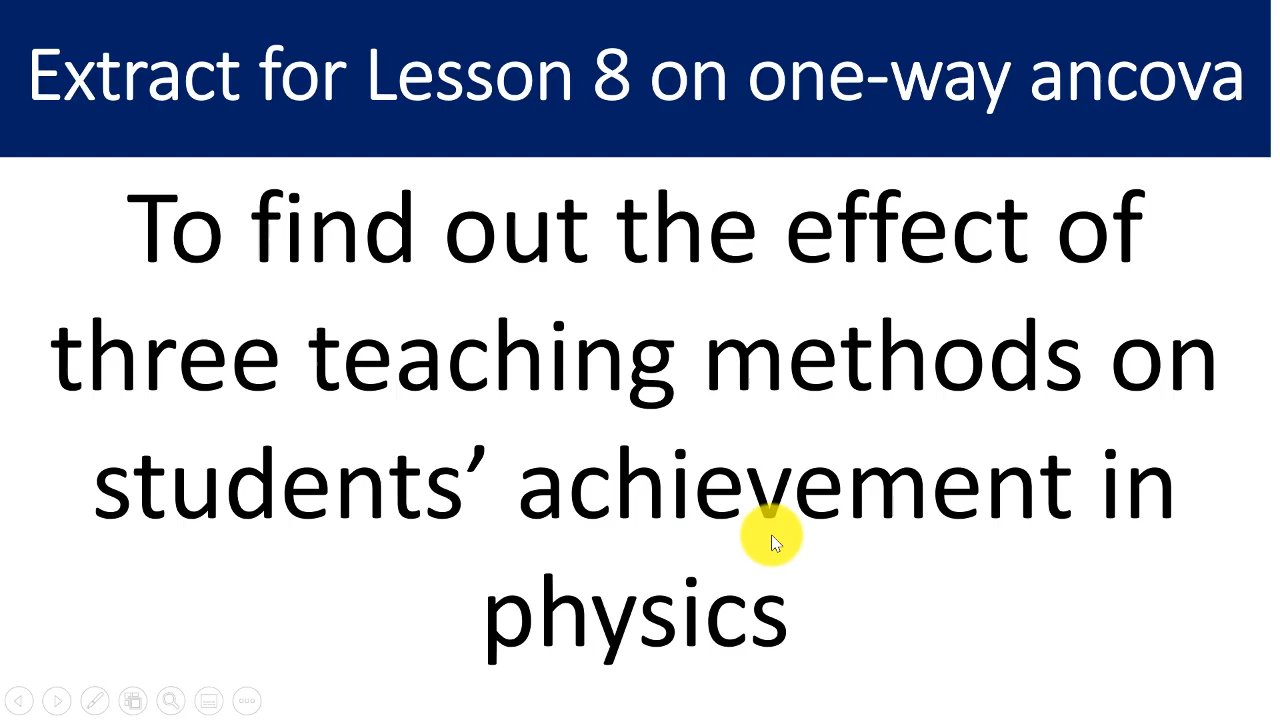 Extract for Lesson 8 on one-way ancova
To find out the effect of
three teaching methods on
students’ achievement in
physics